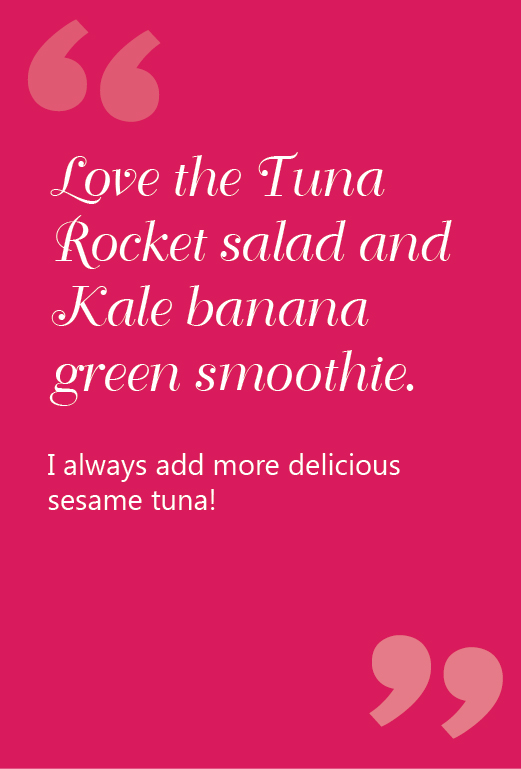 Love the Tuna
Rocket salad and
Kale banana
green smoothie.
I always add more delicious
sesame tuna!